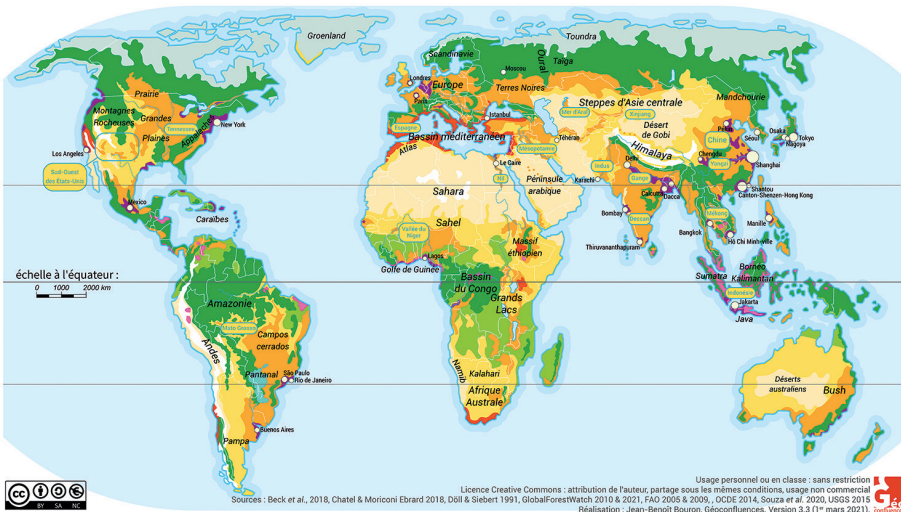 Groenland
Toundra
Scandinavie
Oural
Taïga
Moscou
Londres
Europe
Paris
Terres Noires
Prairie
Montagnes
Rocheuses
Grandes
Plaines
Tennessee
Appalaches
New York
Los Angeles
Sud-Ouest
des États-Unis
Mexico
Caraïbes
Espagne
Istanbul
Bassin méditerranéen
Atlas
Le Caire
Nil
Mésopotamie
Téhéran
Mer d'Aral
Steppes d'Asie centrale
Xinjiang
Désert
de Gobi
Mandchourie
Pékin
Chine
Séoul
Osaka
Tokyo
Nagoya
Himalaya
Chengdu
Yangzi
Shanghai
Shantou
Canton-Shenzen-Hong Kong
Indus
Delhi
Gange
Karachi
Calcutta
Dacca
Bombay
Deccan
Thiruvananthapuram
Mékong
Bangkok
Manille
Hô Chi Minh-ville
Sahara
Péninsule
arabique
Sahel
Vallée du
Niger
Lagos
Golfe de Guinée
Massif
éthiopien
Bassin
du Congo
Grands
Lacs
Sumatra
Bornéo
Kalimantan
Indonésie
Jakarta
Java
échelle à l'équateur :
0 1000 2000 km
Amazonie
Mato Grosso
Campos
cerrados
Andes
Pantanal
São Paulo
Rio de Janeiro
Buenos Aires
Pampa
Namib
Kalahari
Afrique
Australe
Déserts
australiens
Bush
cc
BY SA NC
Usage personnel ou en classe : sans restriction
Licence Creative Commons : attribution de l'auteur, partage sous les mêmes conditions, usage non commercial
Sources : Beck et al., 2018, Chatel & Moriconi Ebrard 2018, Döll & Siebert 1991, GlobalForestWatch 2010 & 2021, FAO 2005 & 2009, , OCDE 2014, Souza et al. 2020, USGS 2015
Réalisation : Jean-Benoît Bouron, Géoconfluences. Version 3.3 (1er mars 2021).
Gé